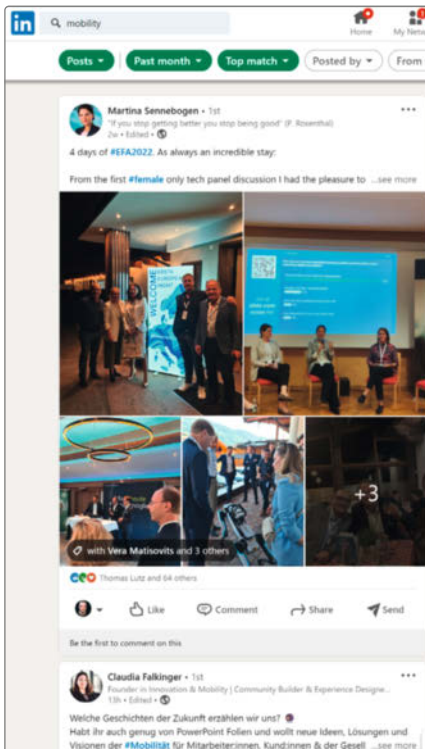 in
mobility
Home
My Netw
Posts
Past month
Top match
Posted by
From
Martina Sennebogen • 1st
"If you stop getting better you stop being good" (P. Rosenthal)
2w • Edited •
4 days of #EFA2022. As always an incredible stay:
From the first #female only tech panel discussion I had the pleasure to ...see more
WELCOME
+3
with Vera Matisovits and 3 others
Thomas Lutz and 64 others
Like
Comment
Share
Send
Be the first to comment on this
Claudia Falkinger • 1st
Founder in Innovation & Mobility | Community Builder & Experience Designe...
13h • Edited •
Welche Geschichten der Zukunft erzählen wir uns?
Habt ihr auch genug von PowerPoint Folien und wollt neue Ideen, Lösungen und
Visionen der #Mobilität für Mitarbeiter:innen, Kund:innen & der Gesell ...see more